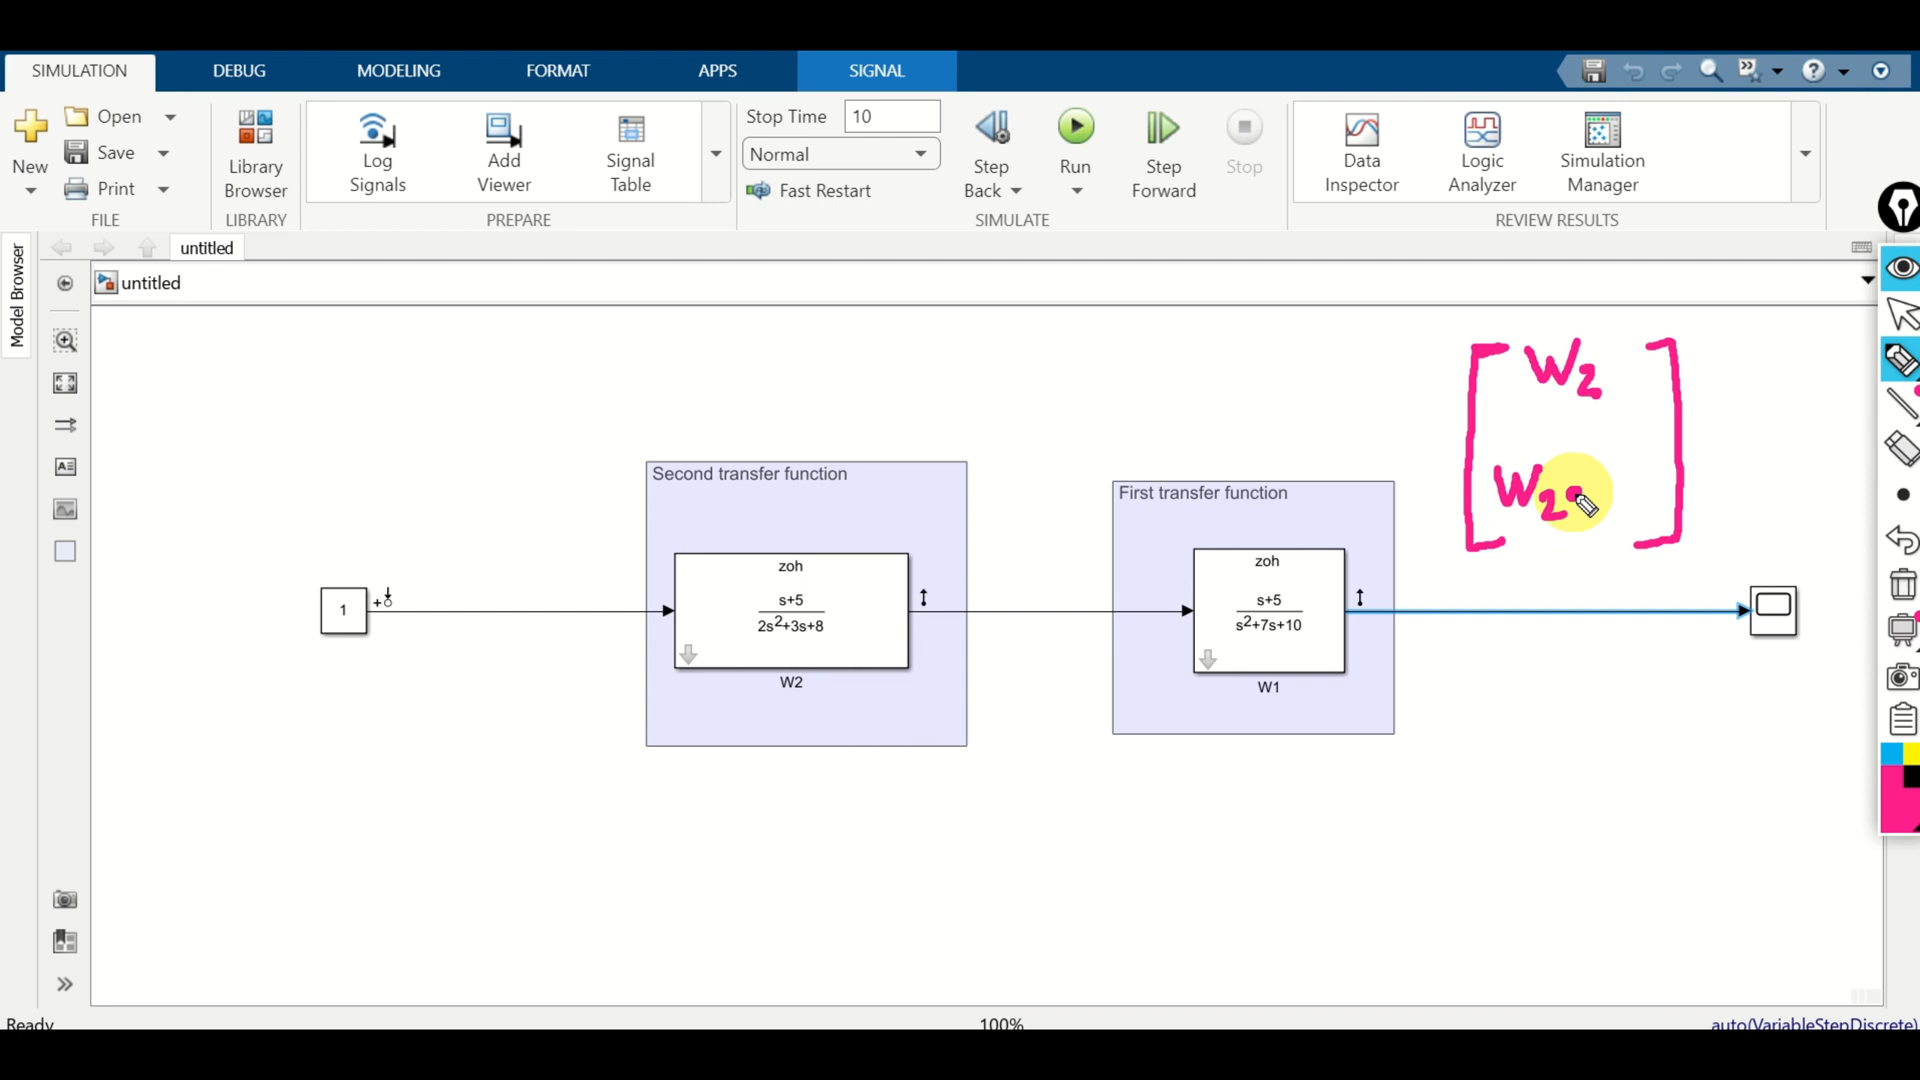 SIMULATION DEBUG MODELING FORMAT APPS SIGNAL
New
Open
Save
Print
FILE
Library
Browser
LIBRARY
Log
Signals
Add
Viewer
Signal
Table
PREPARE
Stop Time 10
Normal
Fast Restart
Step
Back
Run
Step
Forward
Stop
SIMULATE
Data
Inspector
Logic
Analyzer
Simulation
Manager
REVIEW RESULTS
Model Browser
untitled
untitled
W2
W2.
Second transfer function
First transfer function
1
zoh
s+5
2s2+3s+8
W2
zoh
s+5
s2+7s+10
W1
Ready
100%
auto(VariableStepDiscrete)